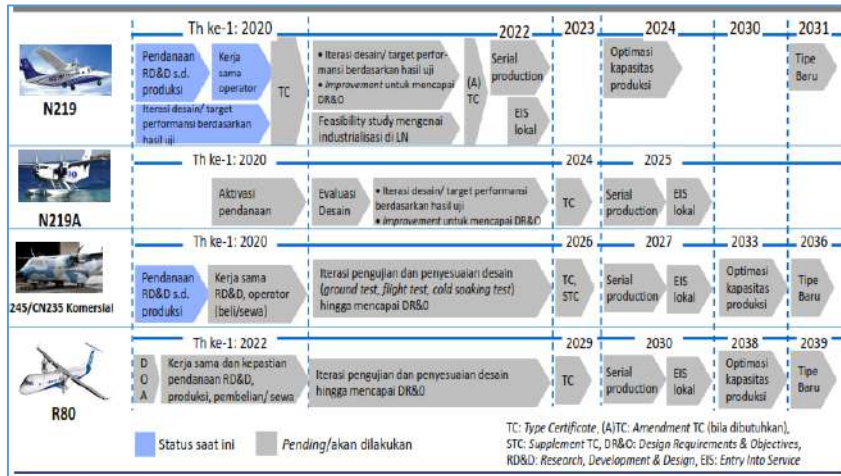 Th ke-1: 2020
2022
2023
2024
2030
2031
N219
Pendanaan
RD&D s.d.
produksi
Kerja
sama
operator
Iterasi desain/ target
performansi berdasarkan
hasil uji
TC
• Iterasi desain/ target perfor-
mansi berdasarkan hasil uji
• Improvement untuk mencapai
DR&O
Feasibility study mengenai
industrialisasi di LN
(A)
TC
Serial
production
EIS
lokal
Optimasi
kapasitas
produksi
Tipe
Baru
Th ke-1: 2020
2024
2025
N219A
Aktivasi
pendanaan
Evaluasi
Desain
• Iterasi desain/ target performansi
berdasarkan hasil uji
• Improvement untuk mencapai DR&O
TC
Serial
production
EIS
lokal
Th ke-1: 2020
2026
2027
2033
2036
245/CN235 Komersial
Pendanaan
RD&D s.d.
produksi
Kerja sama
RD&D, operator
(beli/sewa)
Iterasi pengujian dan penyesuaian desain
(ground test, flight test, cold soaking test)
hingga mencapai DR&O
TC,
STC
Serial
production
EIS
lokal
Optimasi
kapasitas
produksi
Tipe
Baru
Th ke-1: 2022
2029
2030
2038
2039
R80
D
O
A
Kerja sama dan kepastian
pendanaan RD&D,
produksi, pembelian/ sewa
Iterasi pengujian dan penyesuaian desain
hingga mencapai DR&O
TC
Serial
production
EIS
lokal
Optimasi
kapasitas
produksi
Tipe
Baru
Status saat ini
Pending/akan dilakukan
TC: Type Certificate, (A)TC: Amendment TC (bila dibutuhkan),
STC: Supplement TC, DR&O: Design Requirements & Objectives,
RD&D: Research, Development & Design, EIS: Entry Into Service